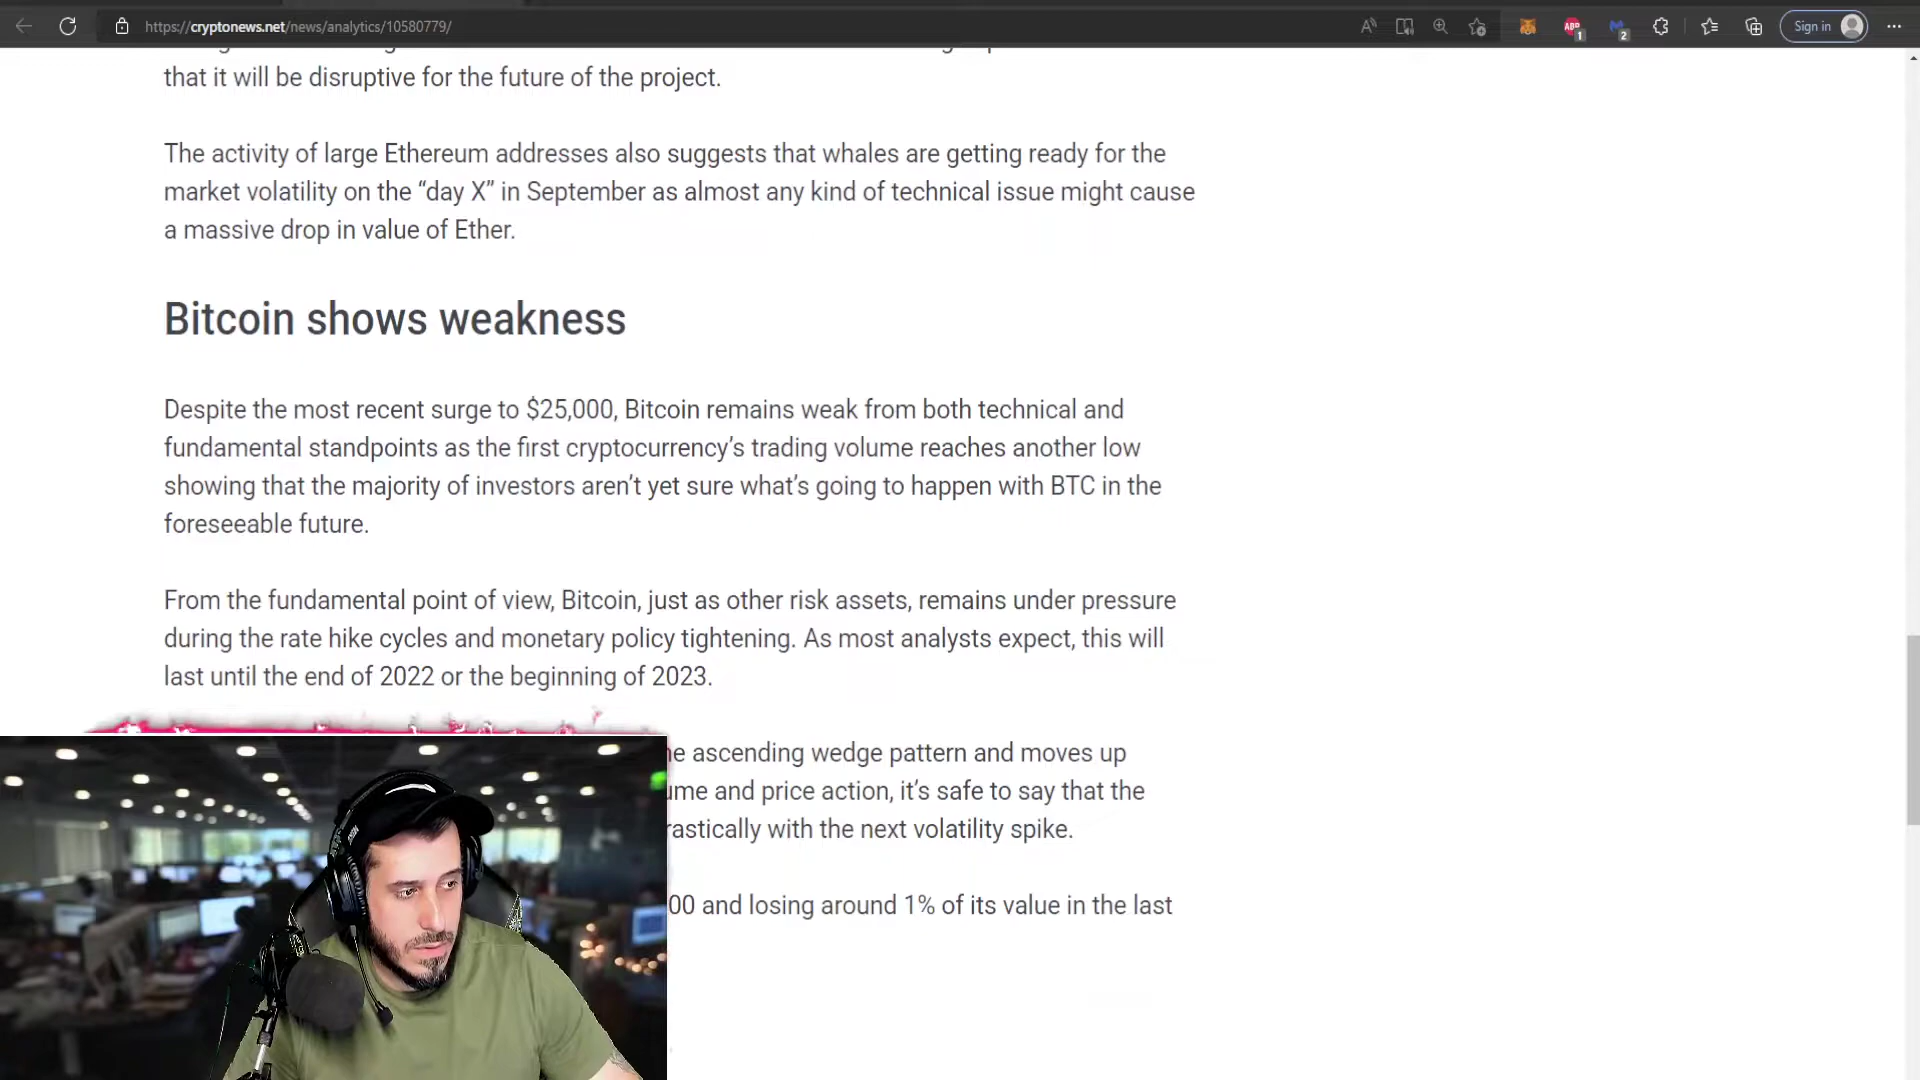 https://cryptonews.net/news/analytics/10580779/
Sign in
1
2
that it will be disruptive for the future of the project.
The activity of large Ethereum addresses also suggests that whales are getting ready for the
market volatility on the “day X” in September as almost any kind of technical issue might cause
a massive drop in value of Ether.
Bitcoin shows weakness
Despite the most recent surge to $25,000, Bitcoin remains weak from both technical and
fundamental standpoints as the first cryptocurrency’s trading volume reaches another low
showing that the majority of investors aren’t yet sure what’s going to happen with BTC in the
foreseeable future.
From the fundamental point of view, Bitcoin, just as other risk assets, remains under pressure
during the rate hike cycles and monetary policy tightening. As most analysts expect, this will
last until the end of 2022 or the beginning of 2023.
ascending wedge pattern and moves up
and price action, it’s safe to say that the
with the next volatility spike.
00 and losing around 1% of its value in the last